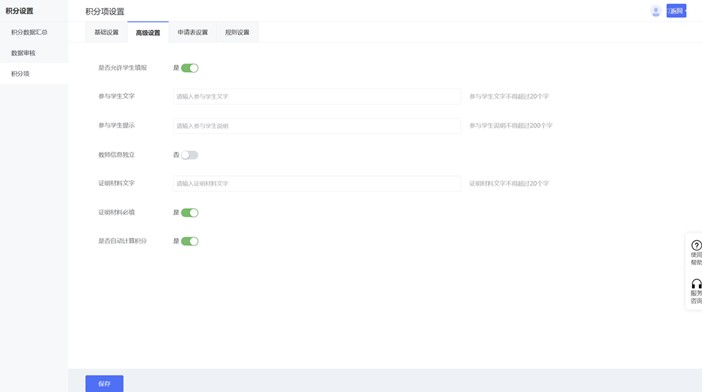 积分设置
积分数据汇总
数据审核
积分项
积分项设置
基础设置
高级设置
申请表设置
规则设置
是否允许学生填报
是
参与学生文字
请输入参与学生文字
参与学生文字不得超过20个字
参与学生提示
请输入参与学生说明
参与学生说明不得超过200个字
教师信息独立
否
证明材料文字
请输入证明材料文字
证明材料文字不得超过20个字
证明材料必填
是
是否自动计算积分
是
使用
帮助
服务
咨询
保存